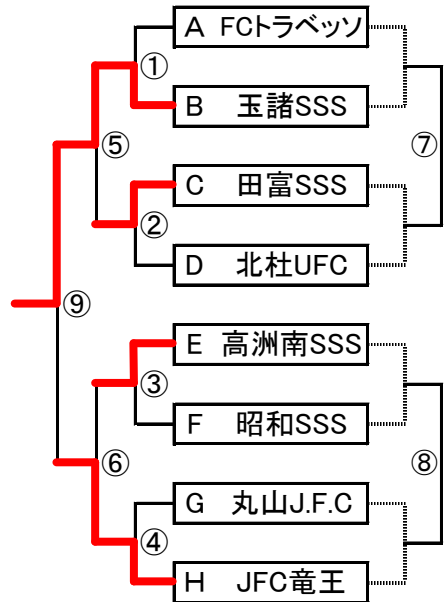 A FCトラベッソ
①
B 玉諸SSS
⑤
⑦
C 田富SSS
②
D 北杜UFC
⑨
E 高洲南SSS
③
F 昭和SSS
⑥
⑧
G 丸山J.F.C
④
H JFC竜王